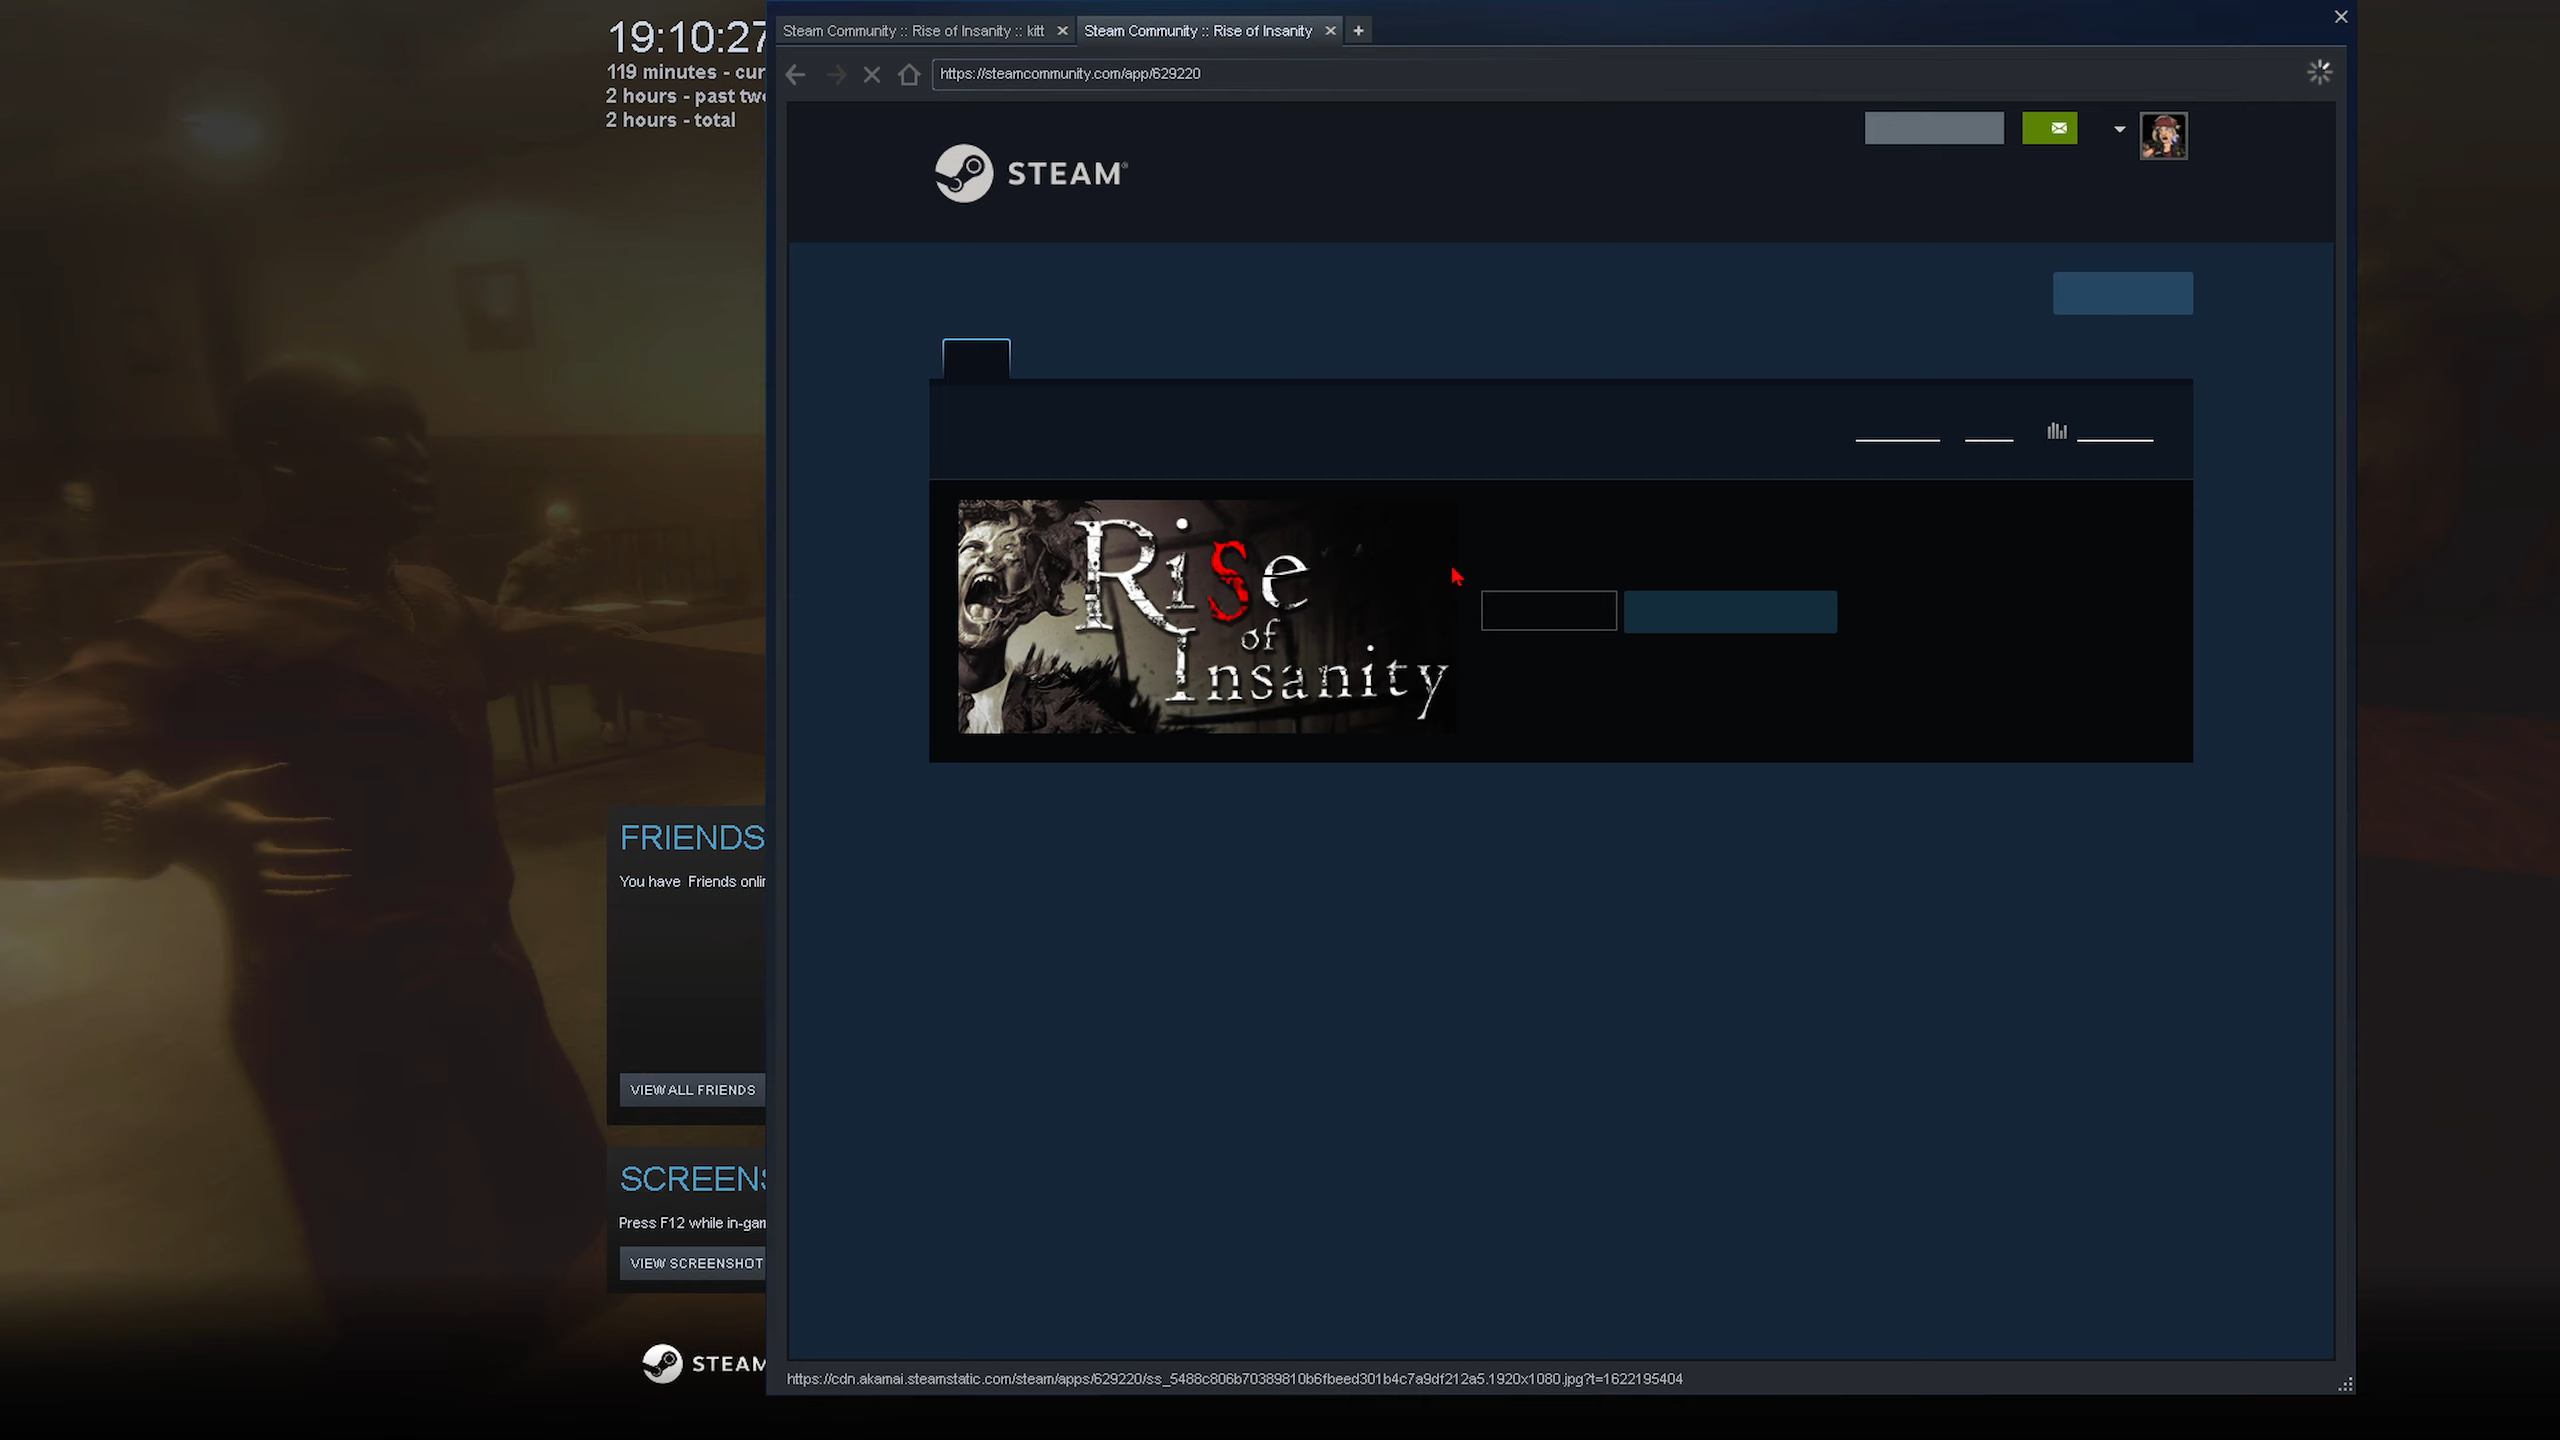 19:10:27
119 minutes - cur
2 hours - past tw
2 hours - total
Steam Community :: Rise of Insanity :: kitt
Steam Community :: Rise of Insanity
https://steamcommunity.com/app/629220
STEAM
Rise
of
Insanity
FRIENDS
You have Friends onlin
VIEW ALL FRIENDS
SCREENS
Press F12 while in-gam
VIEW SCREENSHOT
STEAM
https://cdn.akamai.steamstatic.com/steam/apps/629220/ss_5488c806b70389810b6fbeed301b4c7a9df212a5.1920x1080.jpg?t=1622195404